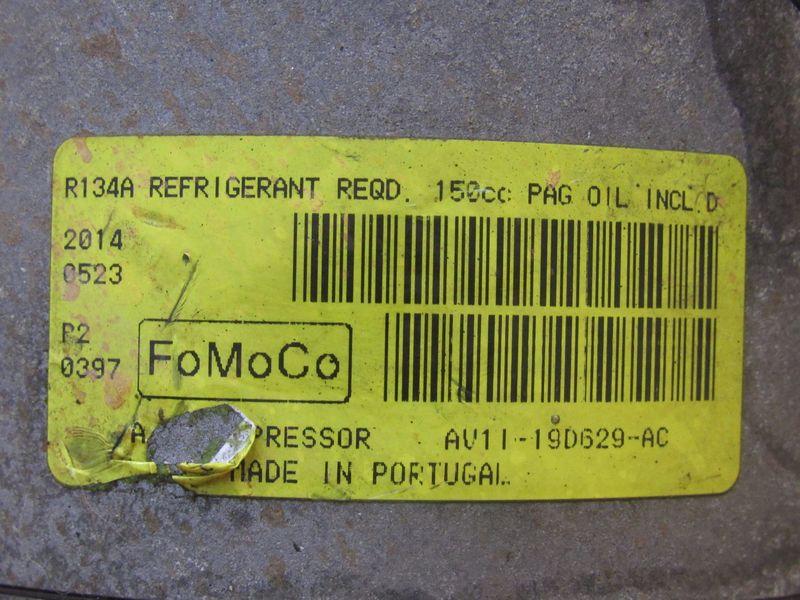 R134A REFRIGERANT REQD. 150cc PAG OIL INCL.D
2014
0523
P2
0397
FoMoCo
A PRESSOR AV11-19D629-AC
MADE IN PORTUGAL